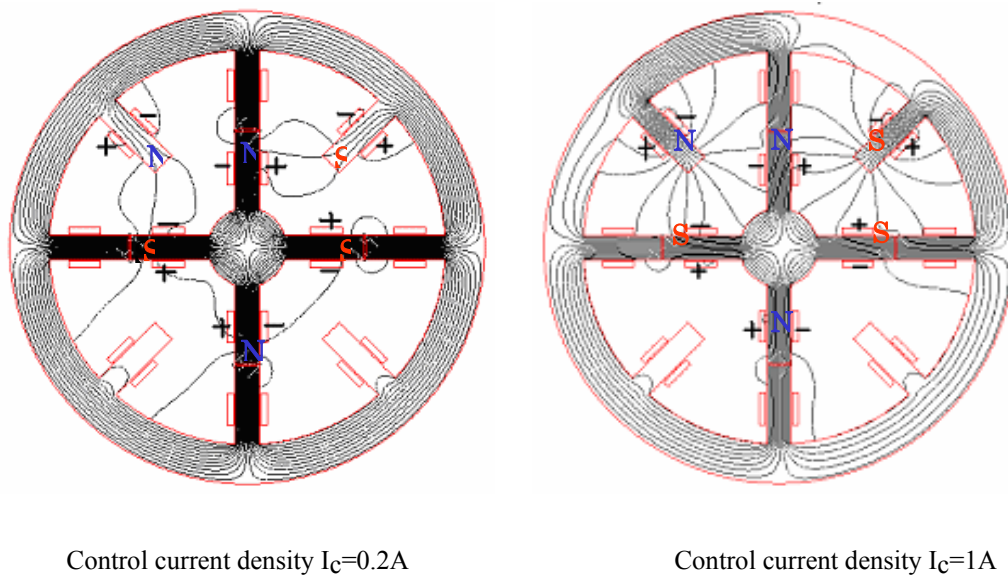 N N S
S S
N
N N S
S S
N
Control current density Ic=0.2A
Control current density Ic=1A